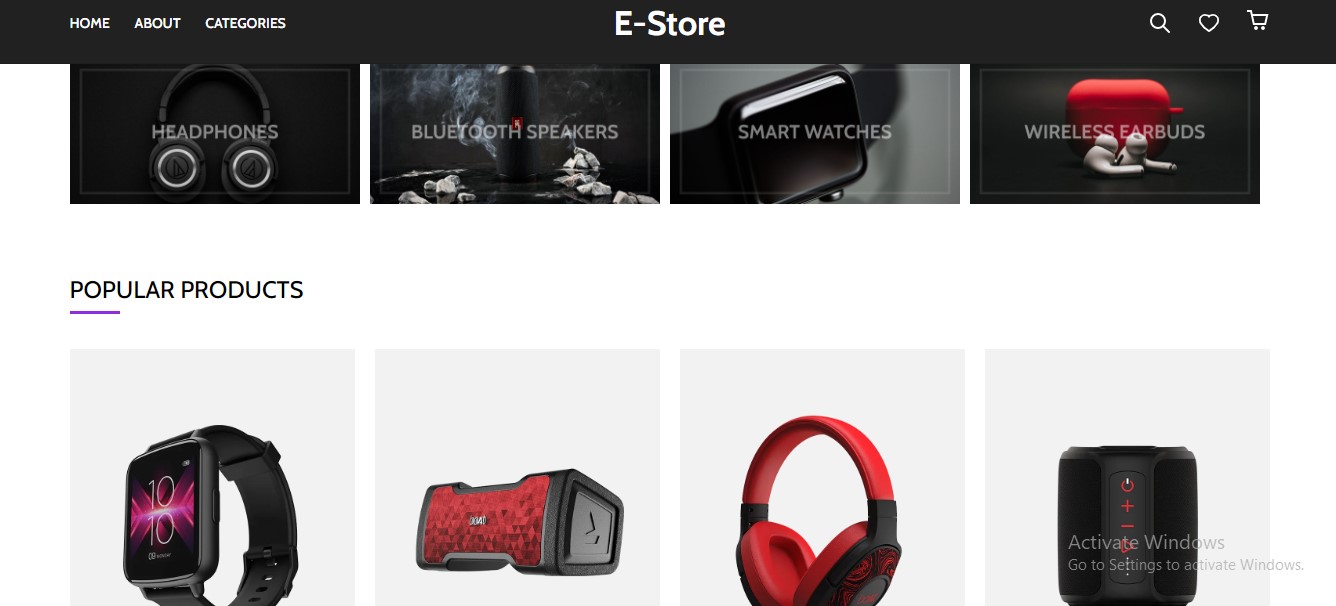 HOME ABOUT CATEGORIES E-Store
HEADPHONES BLUETOOTH SPEAKERS SMART WATCHES WIRELESS EARBUDS
POPULAR PRODUCTS
10
10
Activate Windows
Go to Settings to activate Windows.